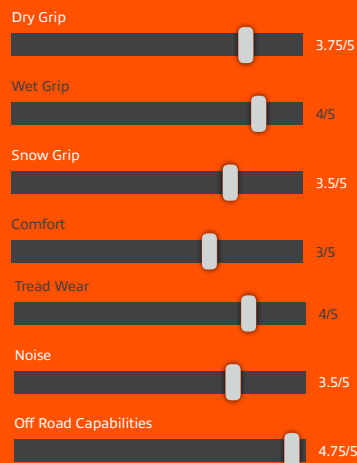 Dry Grip
3.75/5
Wet Grip
4/5
Snow Grip
3.5/5
Comfort
3/5
Tread Wear
4/5
Noise
3.5/5
Off Road Capabilities
4.75/5